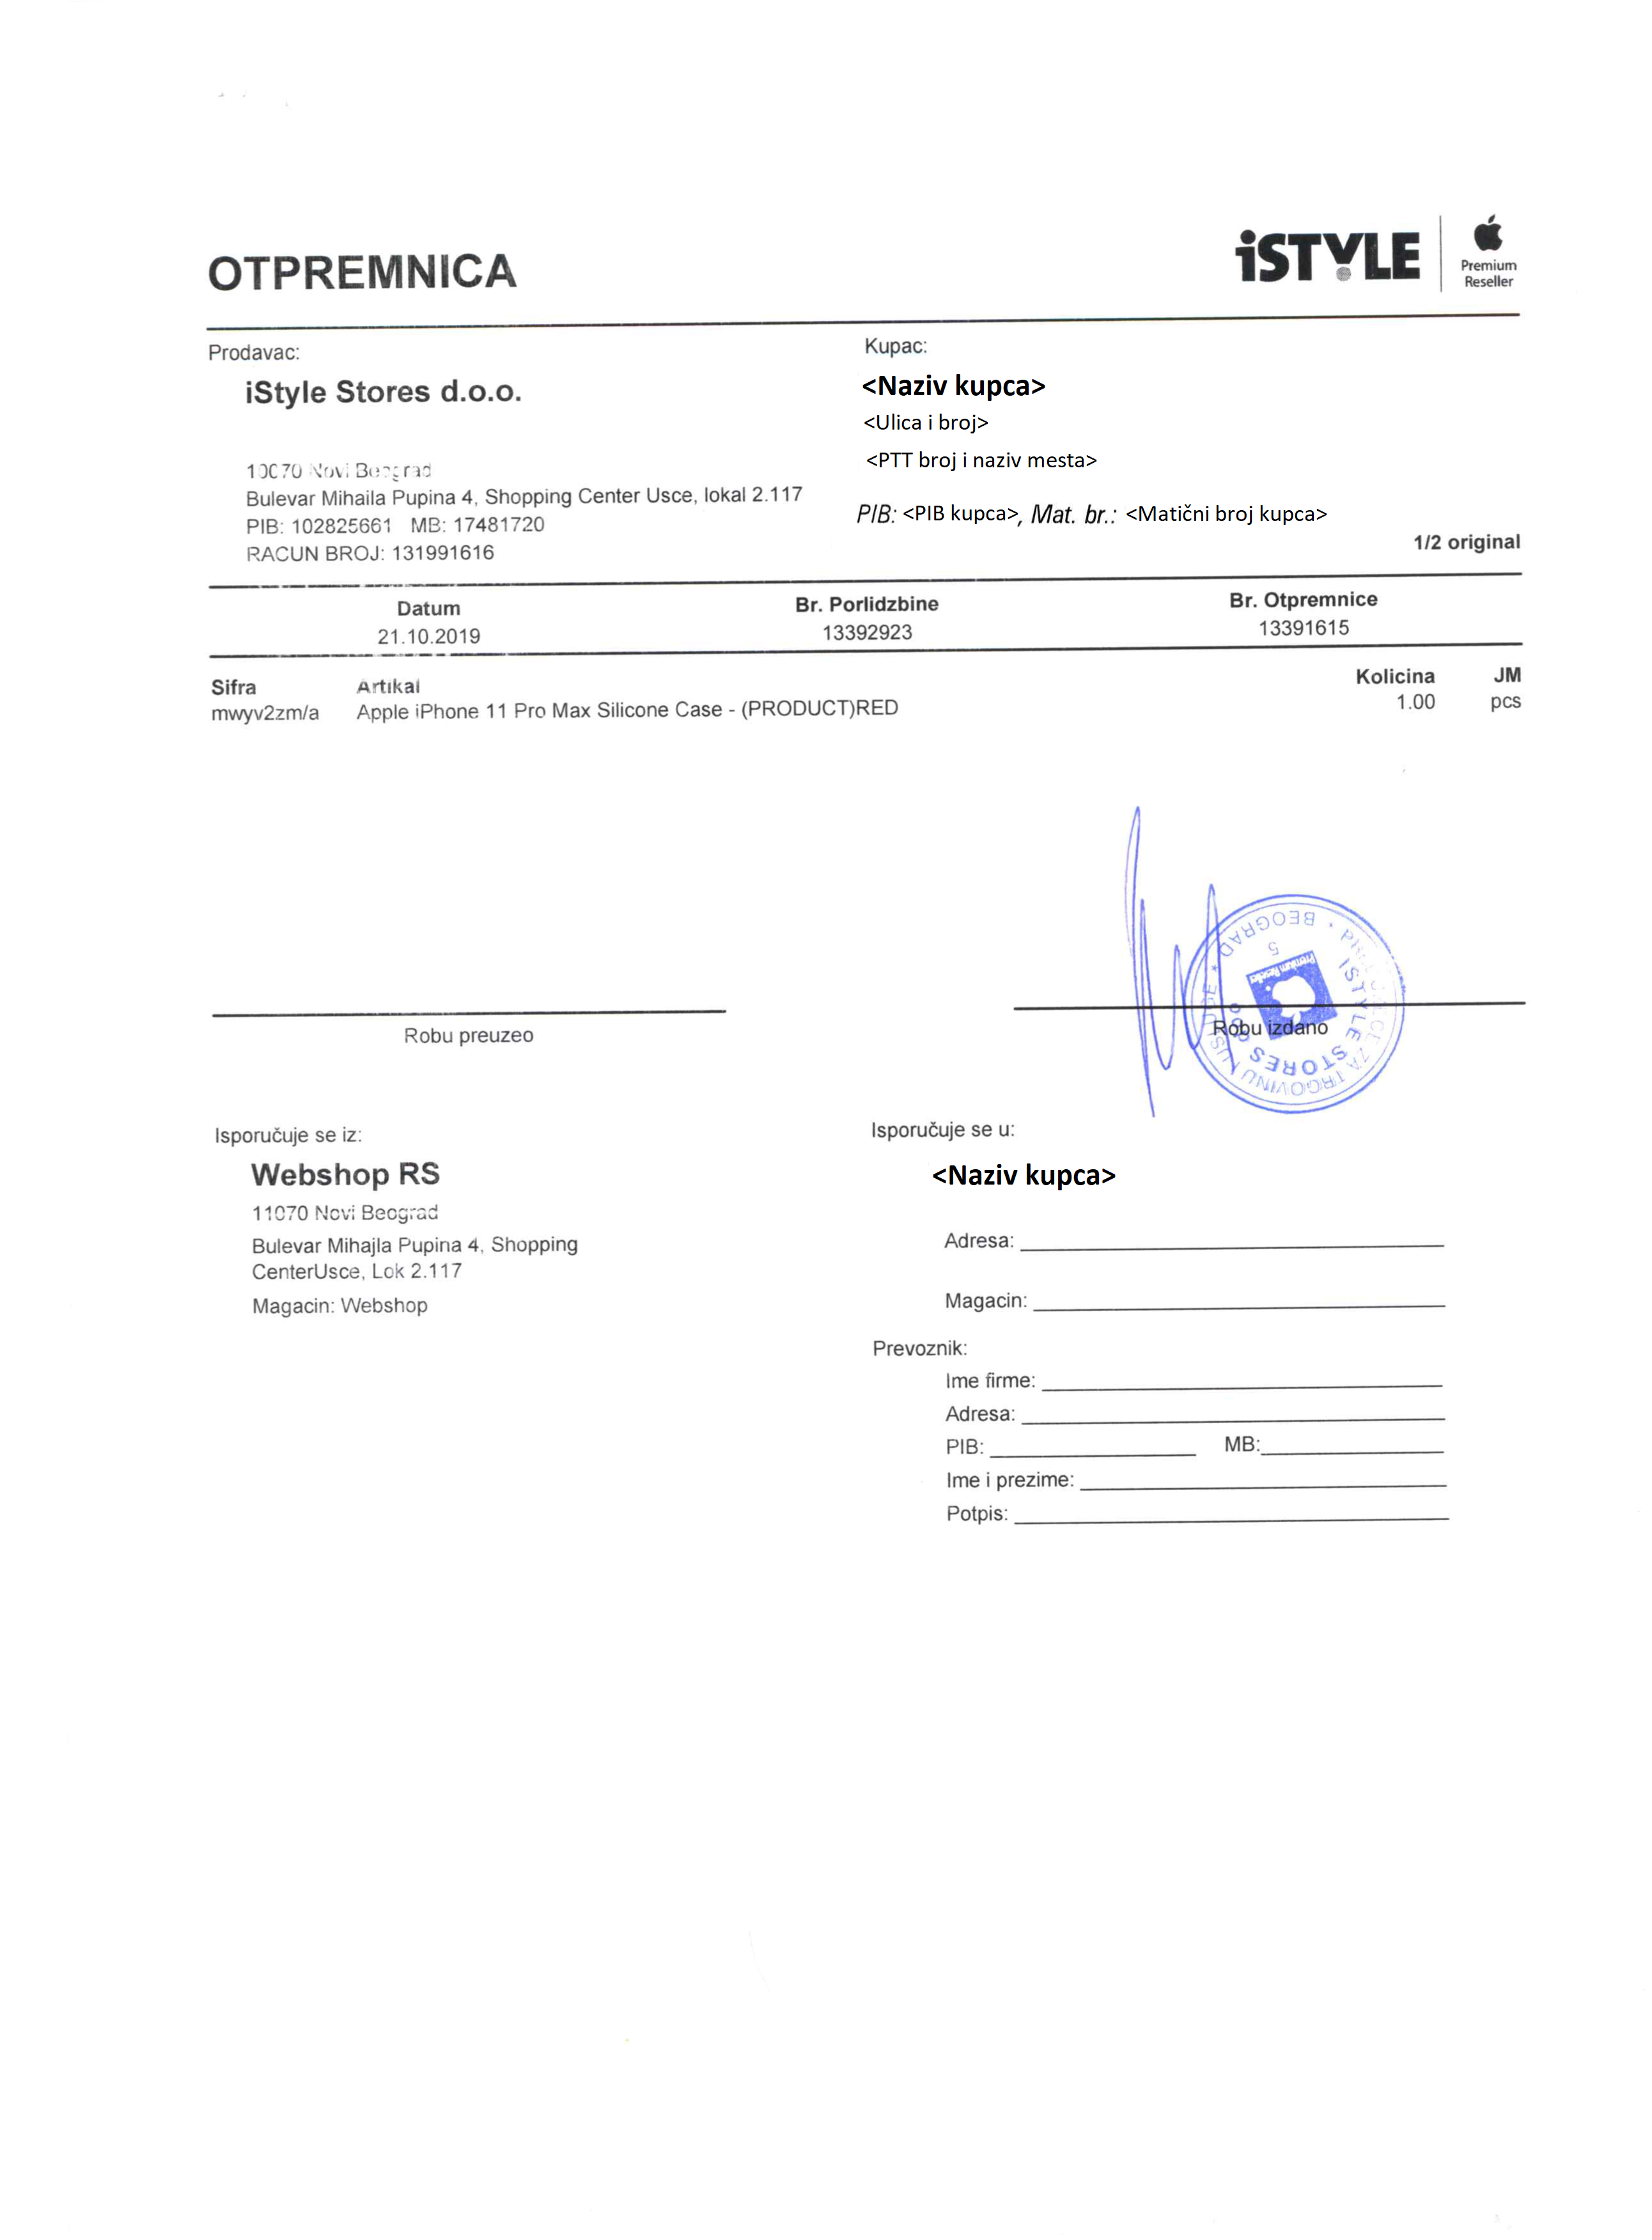 OTPREMNICA
iSTYLE
Premium
Reseller
Prodavac:
iStyle Stores d.o.o.
10070 Novi Beograd
Bulevar Mihaila Pupina 4, Shopping Center Usce, lokal 2.117
PIB: 102825661 MB: 17481720
RACUN BROJ: 131991616
Kupac:
<Naziv kupca>
<Ulica i broj>
<PTT broj i naziv mesta>
PIB: <PIB kupca>, Mat. br.: <Matični broj kupca>
1/2 original
Datum Br. Porlidzbine Br. Otpremnice
21.10.2019 13392923 13391615
Sifra Artikal Kolicina JM
mwyv2zm/a Apple iPhone 11 Pro Max Silicone Case - (PRODUCT)RED 1.00 pcs
BEOGRAD
5
Premium Reseller
ISTYLE STORES DOO
ZA TRGOVINU I USLUGE
Robu preuzeo
Robu izdano
Isporučuje se iz:
Webshop RS
11070 Novi Beograd
Bulevar Mihajla Pupina 4, Shopping
CenterUsce, Lok 2.117
Magacin: Webshop
Isporučuje se u:
<Naziv kupca>
Adresa:
Magacin:
Prevoznik:
Ime firme:
Adresa:
PIB: MB:
Ime i prezime:
Potpis: